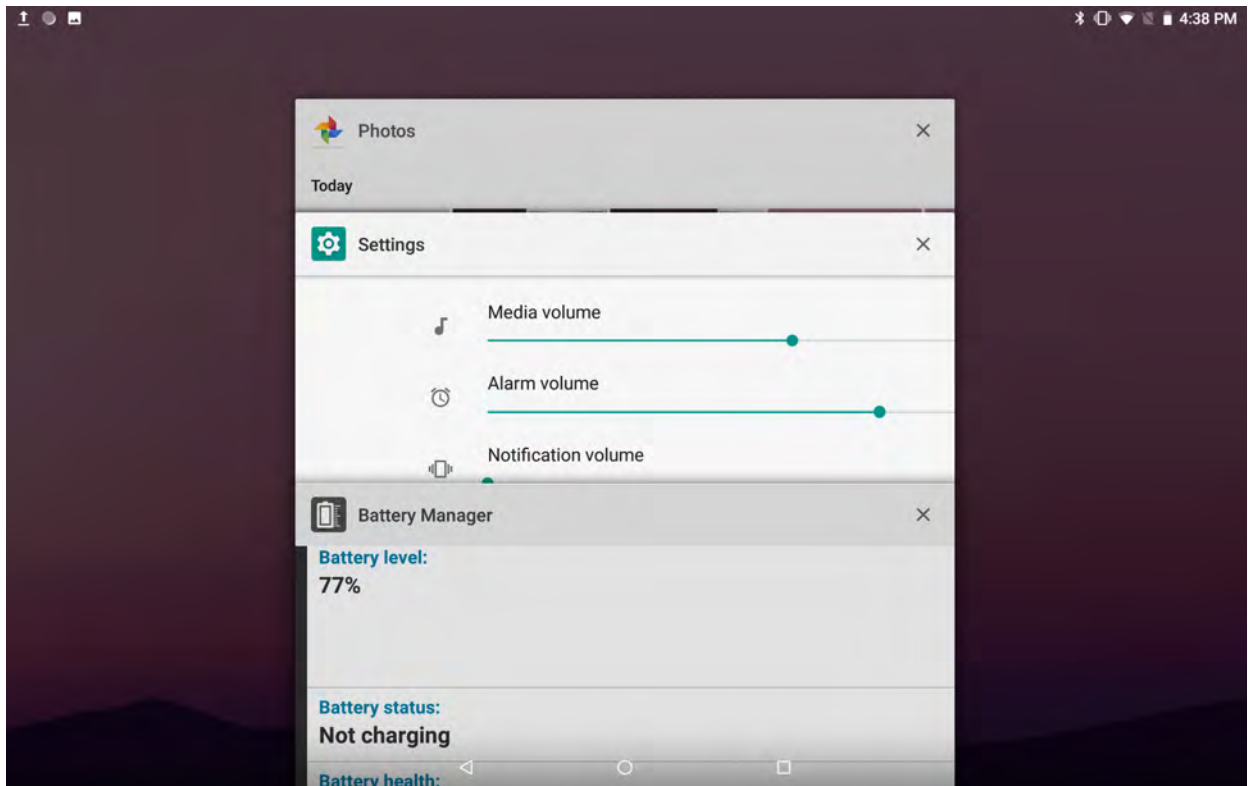 4:38 PM
Photos
Today
Settings
Media volume
Alarm volume
Notification volume
Battery Manager
Battery level:
77%
Battery status:
Not charging
Battery health: